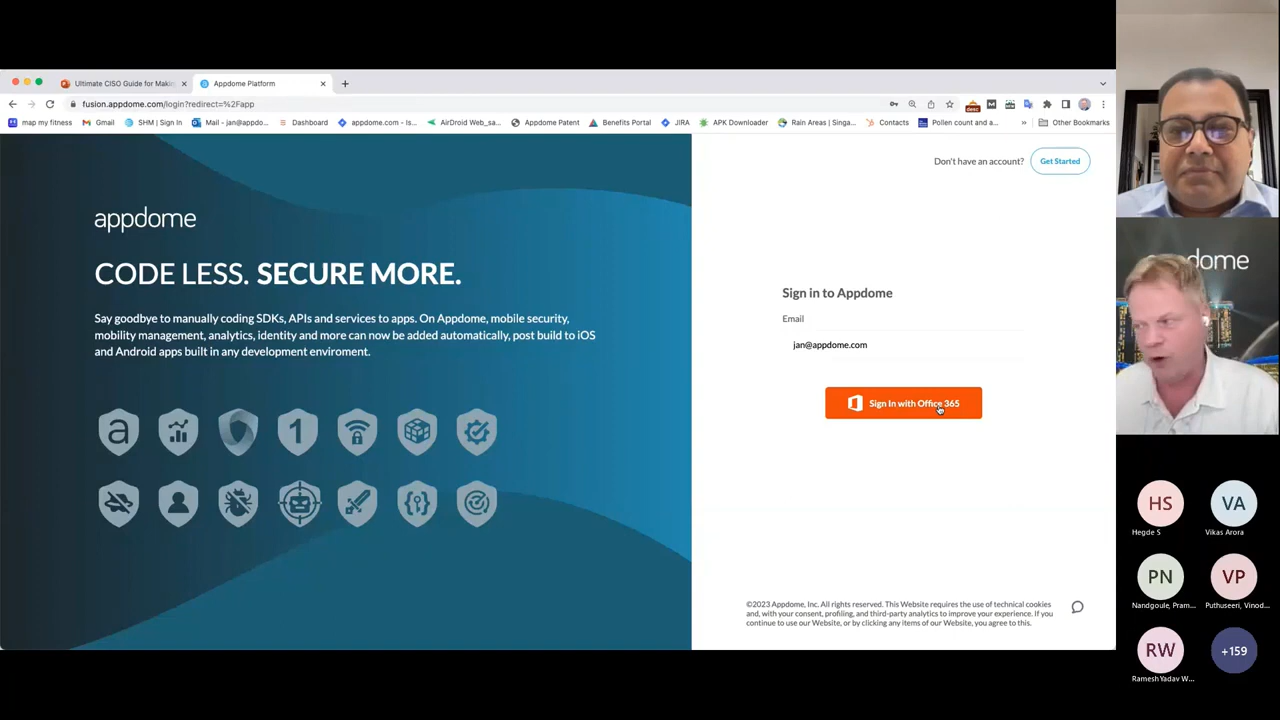 Ultimate CISO Guide for Makin
Appdome Platform
fusion.appdome.com/login?redirect=%2Fapp
map my fitness
Gmail
SHM | Sign In
Mail - jan@appdo...
Dashboard
appdome.com - Is...
AirDroid Web_sa...
Appdome Patent
Benefits Portal
JIRA
APK Downloader
Rain Areas | Singa...
Contacts
Pollen count and a...
»
Other Bookmarks
Don't have an account?
Get Started
appdome
CODE LESS. SECURE MORE.
Say goodbye to manually coding SDKs, APIs and services to apps. On Appdome, mobile security,
mobility management, analytics, identity and more can now be added automatically, post build to iOS
and Android apps built in any development enviroment.
a
1
Sign in to Appdome
Email
jan@appdome.com
Sign In with Office 365
©2023 Appdome, Inc. All rights reserved. This Website requires the use of technical cookies
and, with your consent, profiling, and third-party analytics to improve your experience. If you
continue to use our Website, or by clicking any items of our Website, you agree to this.
dome
HS
Hegde S
VA
Vikas Arora
PN
Nandgoule, Pram...
VP
Puthuseeri, Vinod...
RW
Ramesh Yadav W...
+159